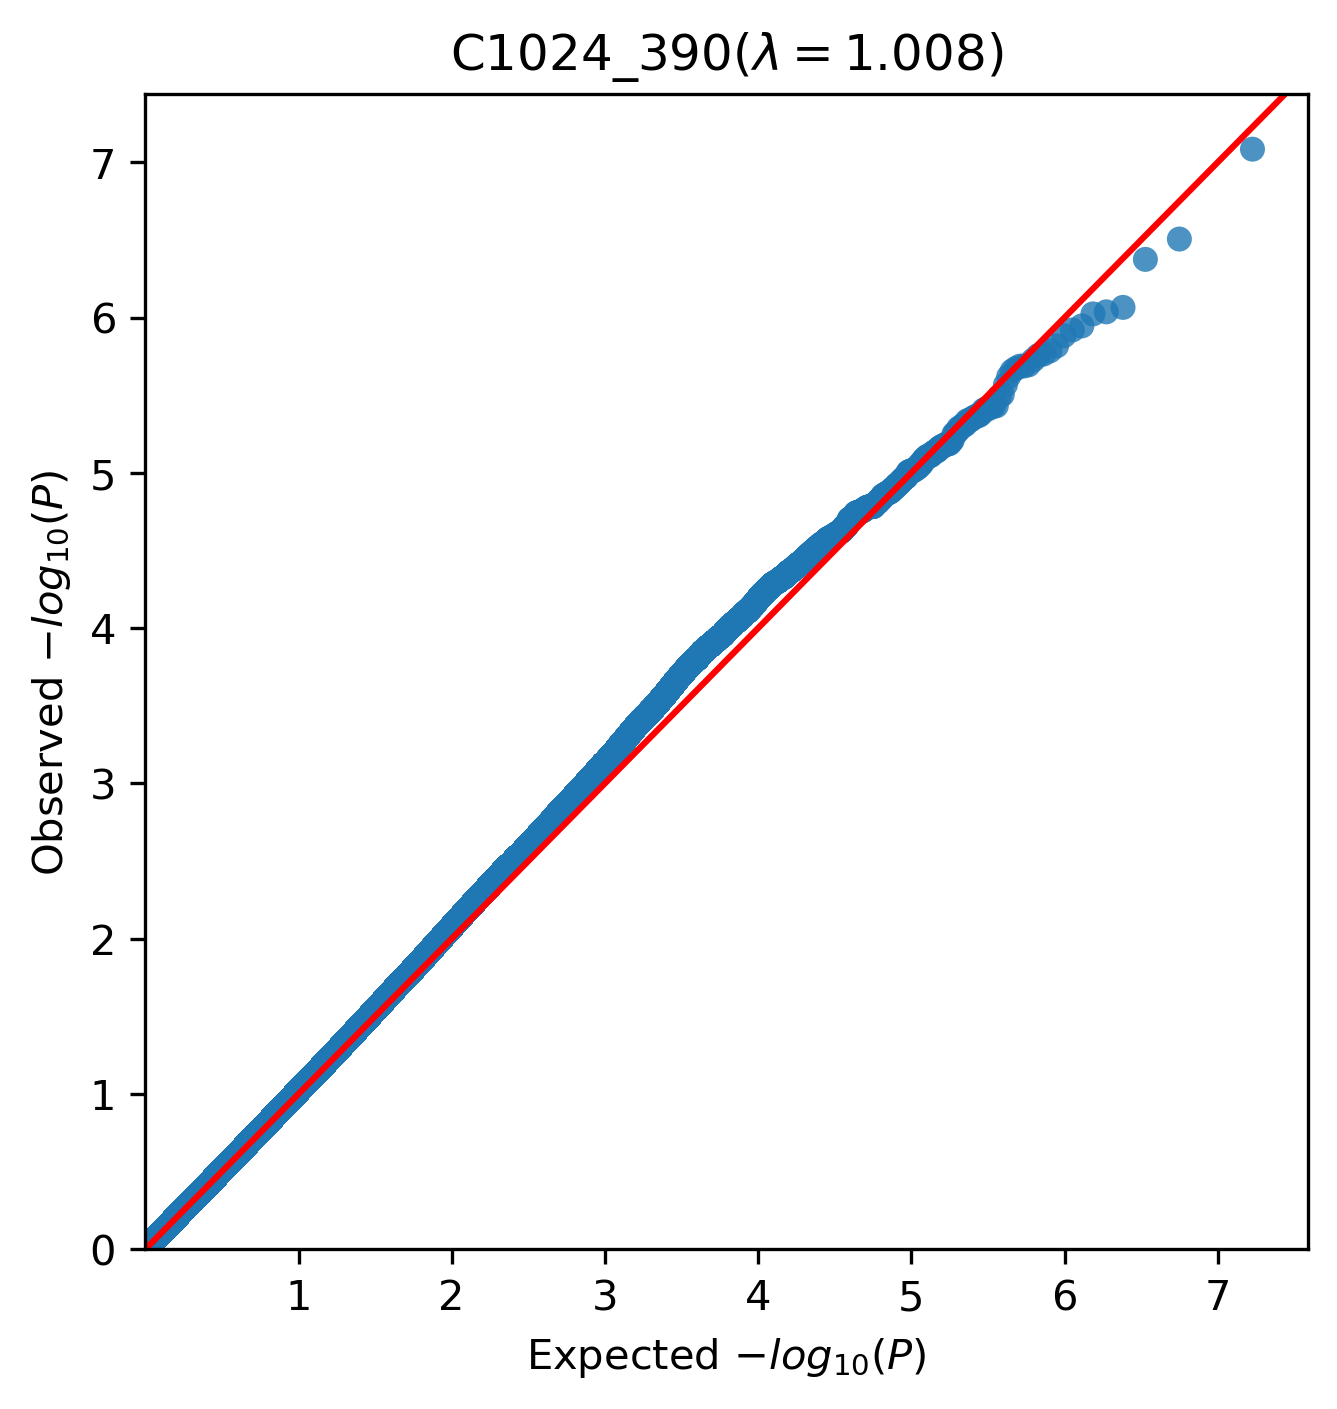 C1024_390(λ = 1.008)
Observed −log₁₀(P)
7
6
5
4
3
2
1
0
1 2 3 4 5 6 7
Expected −log₁₀(P)